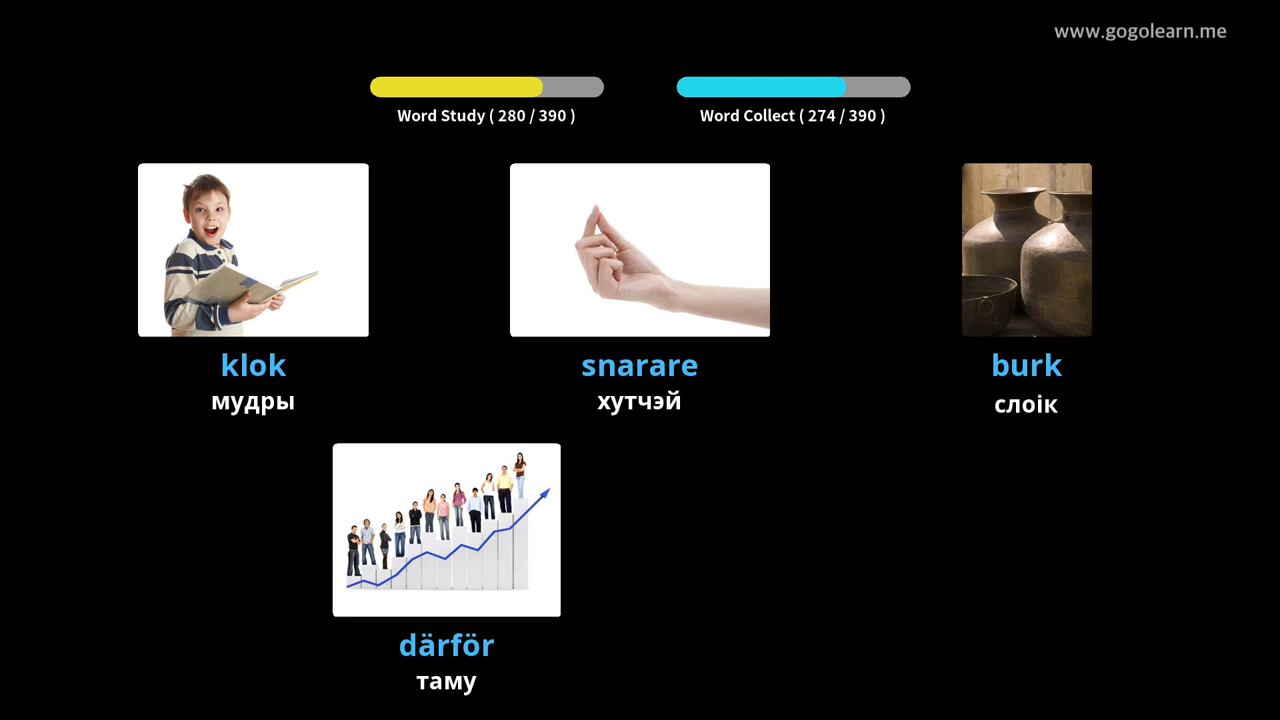 www.gogolearn.me
Word Study ( 280 / 390 )
Word Collect ( 274 / 390 )
klok
мудры
snarare
хутчэй
burk
слоік
därför
таму